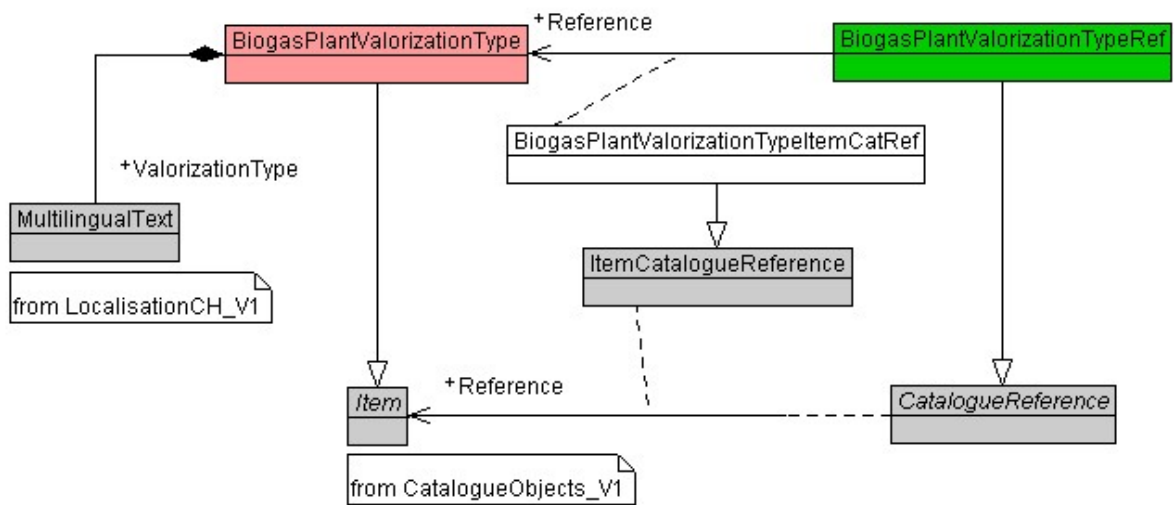 +Reference
BiogasPlantValorizationType
BiogasPlantValorizationTypeRef
BiogasPlantValorizationTypeItemCatRef
+ValorizationType
MultilingualText
ItemCatalogueReference
from LocalisationCH_V1
+Reference
Item
CatalogueReference
from CatalogueObjects_V1